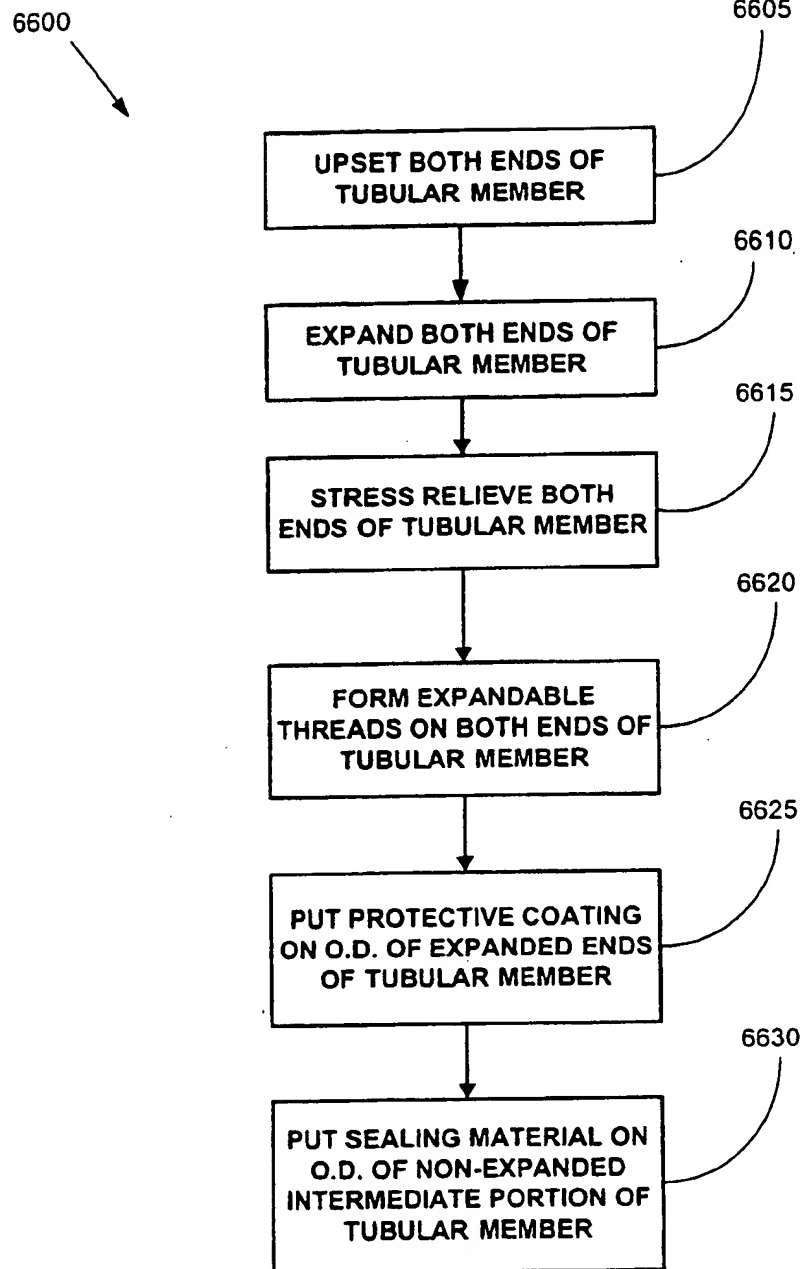 6600
6605
UPSET BOTH ENDS OF
TUBULAR MEMBER
6610
EXPAND BOTH ENDS OF
TUBULAR MEMBER
6615
STRESS RELIEVE BOTH
ENDS OF TUBULAR MEMBER
6620
FORM EXPANDABLE
THREADS ON BOTH ENDS OF
TUBULAR MEMBER
6625
PUT PROTECTIVE COATING
ON O.D. OF EXPANDED ENDS
OF TUBULAR MEMBER
6630
PUT SEALING MATERIAL ON
O.D. OF NON-EXPANDED
INTERMEDIATE PORTION OF
TUBULAR MEMBER